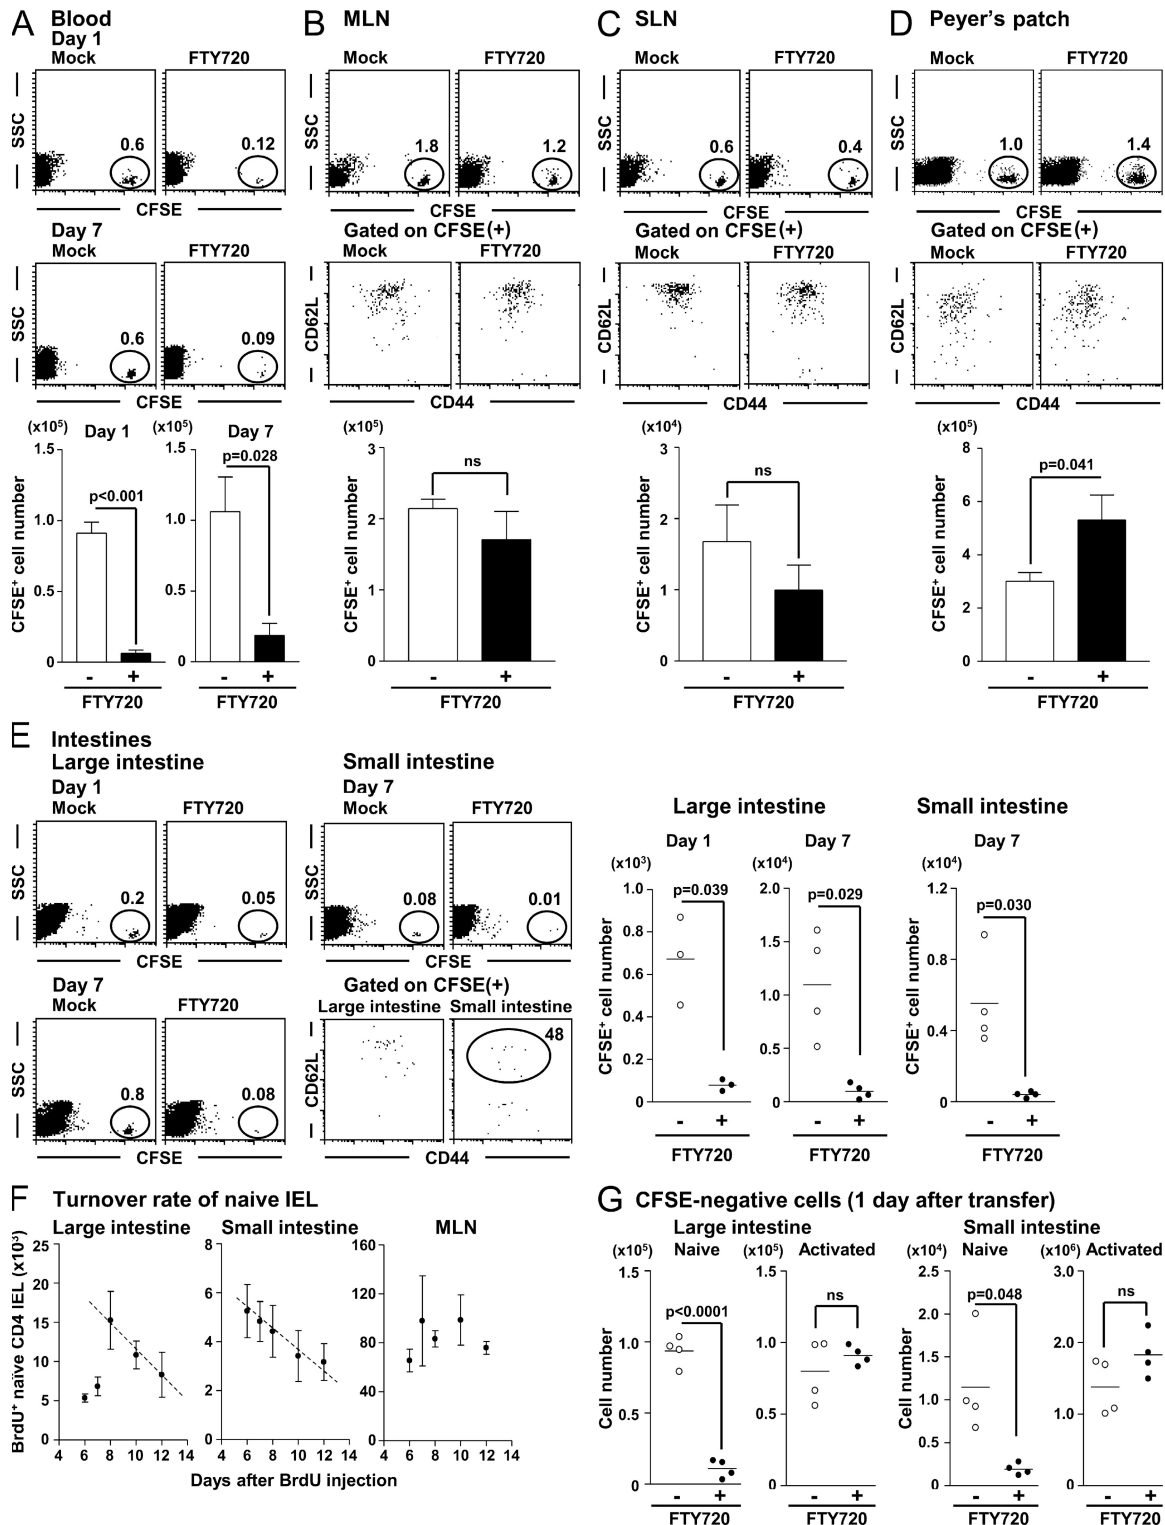 A Blood
Day 1
Mock FTY720
SSC
0.6 0.12
CFSE
Day 7
Mock FTY720
SSC
0.6 0.09
CFSE
(x10⁵) Day 1 (x10⁵) Day 7
CFSE⁺ cell number
1.5 1.0 0.5 0
p<0.001
- +
FTY720
1.5 1.0 0.5 0
p=0.028
- +
FTY720
B MLN
Mock FTY720
SSC
1.8 1.2
CFSE
Gated on CFSE(+)
Mock FTY720
CD62L
CD44
(x10⁵)
CFSE⁺ cell number
3 2 1 0
ns
- +
FTY720
C SLN
Mock FTY720
SSC
0.6 0.4
CFSE
Gated on CFSE(+)
Mock FTY720
CD62L
CD44
(x10⁴)
CFSE⁺ cell number
3 2 1 0
ns
- +
FTY720
D Peyer's patch
Mock FTY720
SSC
1.0 1.4
CFSE
Gated on CFSE(+)
Mock FTY720
CD62L
CD44
(x10⁵)
CFSE⁺ cell number
8 6 4 2 0
p=0.041
- +
FTY720
E Intestines
Large intestine
Day 1
Mock FTY720
SSC
0.2 0.05
CFSE
Day 7
Mock FTY720
SSC
0.8 0.08
CFSE
Small intestine
Day 7
Mock FTY720
SSC
0.08 0.01
CFSE
Gated on CFSE(+)
Large intestine Small intestine
CD62L
48
CD44
Large intestine Small intestine
Day 1 Day 7 Day 7
(x10³) (x10⁴) (x10⁴)
CFSE⁺ cell number
1.0 0.8 0.6 0.4 0.2 0
p=0.039
- +
FTY720
2.0 1.5 1.0 0.5 0
p=0.029
- +
FTY720
CFSE⁺ cell number
1.2 0.8 0.4 0
p=0.030
- +
FTY720
F Turnover rate of naive IEL
Large intestine Small intestine MLN
BrdU⁺ naïve CD4 IEL (x10³)
25 20 15 10 5 0
4 6 8 10 12 14
8 6 4 2 0
4 6 8 10 12 14
160 120 80 40 0
4 6 8 10 12 14
Days after BrdU injection
G CFSE-negative cells (1 day after transfer)
Large intestine Small intestine
(x10⁵) Naive (x10⁵) Activated (x10⁴) Naive (x10⁶) Activated
Cell number
1.5 1.0 0.5 0
p<0.0001
- +
FTY720
1.5 1.0 0.5 0
ns
- +
FTY720
Cell number
2.5 2.0 1.5 1.0 0.5 0
p=0.048
- +
FTY720
3.0 2.0 1.0 0
ns
- +
FTY720